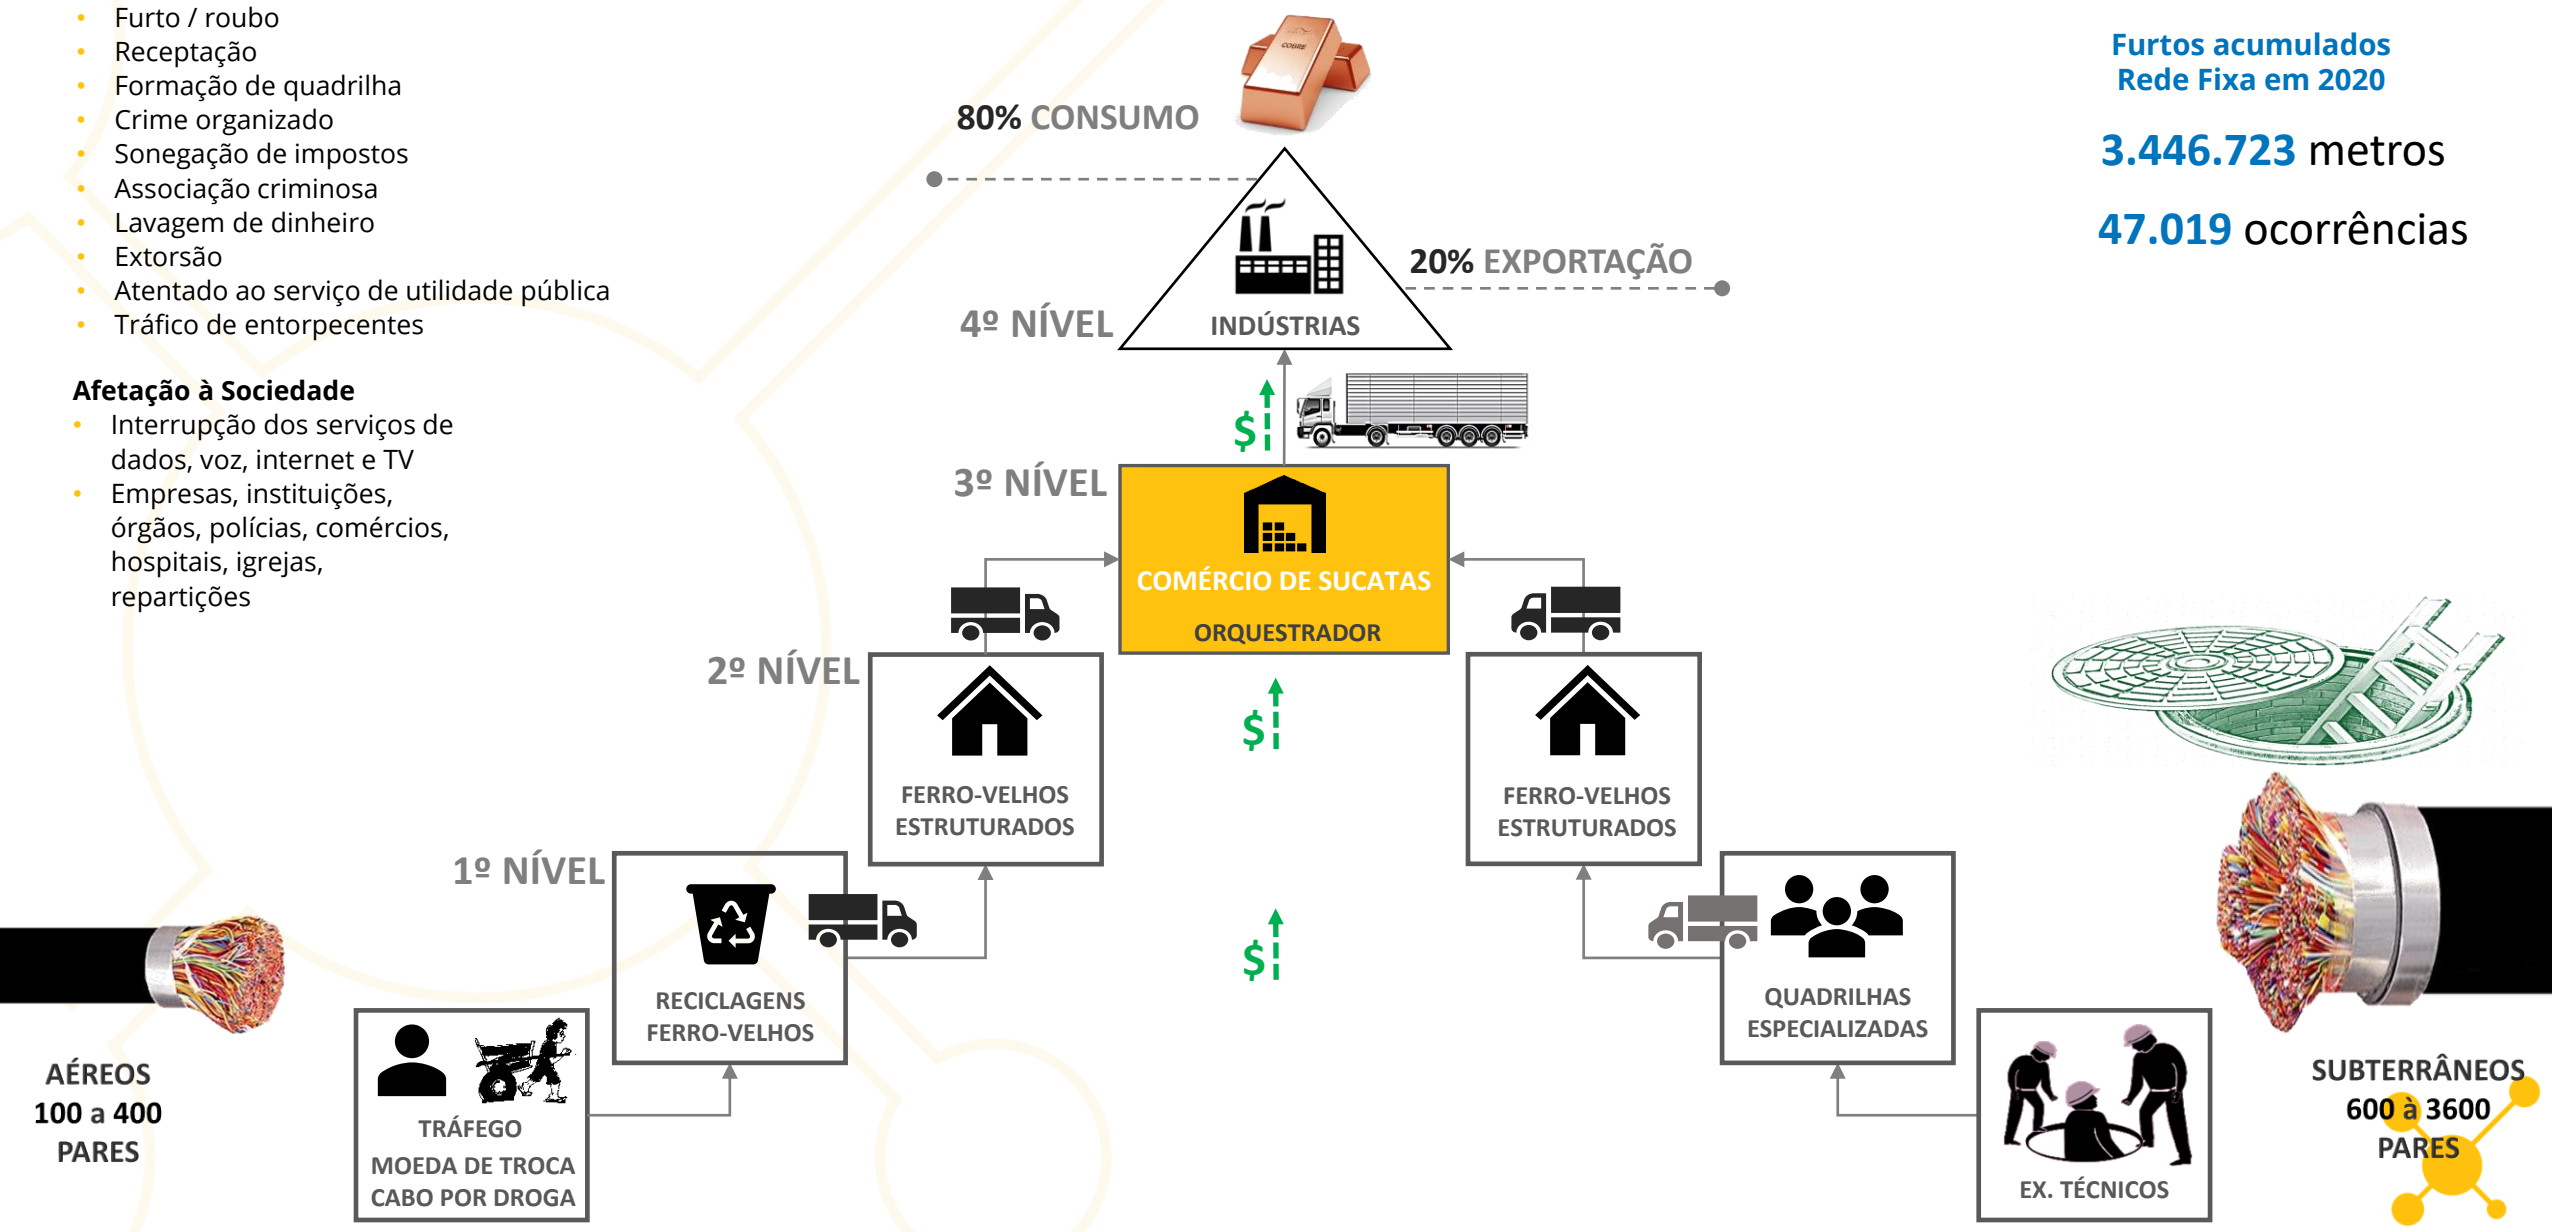 Furto / roubo
Receptação
Formação de quadrilha
Crime organizado
Sonegação de impostos
Associação criminosa
Lavagem de dinheiro
Extorsão
Atentado ao serviço de utilidade pública
Tráfico de entorpecentes
Afetação à Sociedade
Interrupção dos serviços de
dados, voz, internet e TV
Empresas, instituições,
órgãos, polícias, comércios,
hospitais, igrejas,
repartições
COBRE
80% CONSUMO
20% EXPORTAÇÃO
4º NÍVEL
INDÚSTRIAS
$
3º NÍVEL
COMÉRCIO DE SUCATAS
ORQUESTRADOR
2º NÍVEL
FERRO-VELHOS
ESTRUTURADOS
$
FERRO-VELHOS
ESTRUTURADOS
1º NÍVEL
RECICLAGENS
FERRO-VELHOS
$
QUADRILHAS
ESPECIALIZADAS
TRÁFEGO
MOEDA DE TROCA
CABO POR DROGA
EX. TÉCNICOS
AÉREOS
100 a 400
PARES
SUBTERRÂNEOS
600 à 3600
PARES
Furtos acumulados
Rede Fixa em 2020
3.446.723 metros
47.019 ocorrências